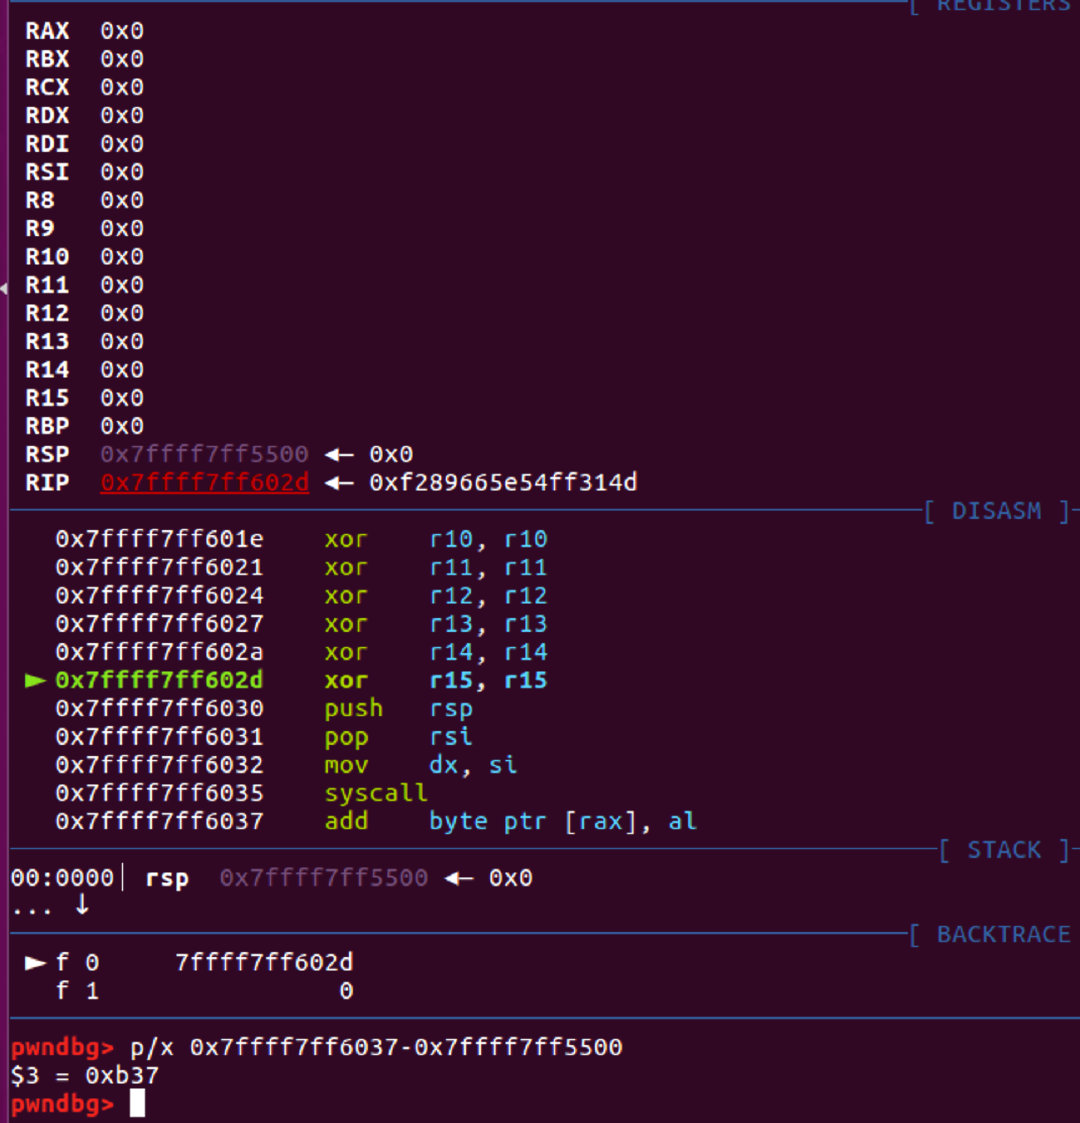 [ REGISTERS
RAX 0x0
RBX 0x0
RCX 0x0
RDX 0x0
RDI 0x0
RSI 0x0
R8 0x0
R9 0x0
R10 0x0
R11 0x0
R12 0x0
R13 0x0
R14 0x0
R15 0x0
RBP 0x0
RSP 0x7ffff7ff5500 ◂— 0x0
RIP 0x7ffff7ff602d ◂— 0xf289665e54ff314d
[ DISASM ]
0x7ffff7ff601e xor r10, r10
0x7ffff7ff6021 xor r11, r11
0x7ffff7ff6024 xor r12, r12
0x7ffff7ff6027 xor r13, r13
0x7ffff7ff602a xor r14, r14
► 0x7ffff7ff602d xor r15, r15
0x7ffff7ff6030 push rsp
0x7ffff7ff6031 pop rsi
0x7ffff7ff6032 mov dx, si
0x7ffff7ff6035 syscall
0x7ffff7ff6037 add byte ptr [rax], al
[ STACK ]
00:0000│ rsp 0x7ffff7ff5500 ◂— 0x0
... ↓
[ BACKTRACE
► f 0 7ffff7ff602d
f 1 0
pwndbg> p/x 0x7ffff7ff6037-0x7ffff7ff5500
$3 = 0xb37
pwndbg>